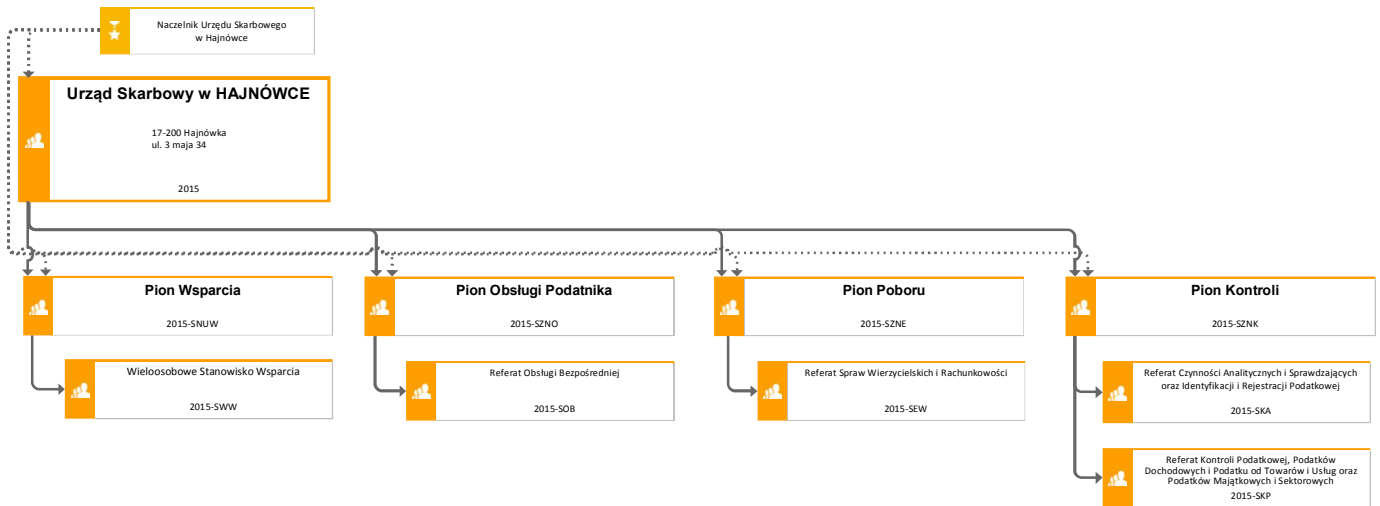 Naczelnik Urzędu Skarbowego
w Hajnówce
Urząd Skarbowy w HAJNÓWCE
17-200 Hajnówka
ul. 3 maja 34
2015
Pion Wsparcia
2015-SNUW
Pion Obsługi Podatnika
2015-SZNO
Pion Poboru
2015-SZNE
Pion Kontroli
2015-SZNK
Wieloosobowe Stanowisko Wsparcia
2015-SWW
Referat Obsługi Bezpośredniej
2015-SOB
Referat Spraw Wierzycielskich i Rachunkowości
2015-SEW
Referat Czynności Analitycznych i Sprawdzających
oraz Identyfikacji i Rejestracji Podatkowej
2015-SKA
Referat Kontroli Podatkowej, Podatków
Dochodowych i Podatku od Towarów i Usług oraz
Podatków Majątkowych i Sektorowych
2015-SKP